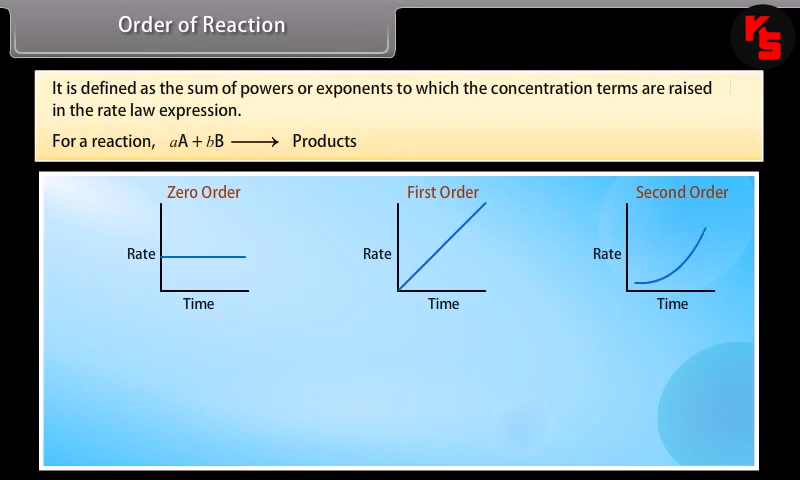 Order of Reaction
KS
It is defined as the sum of powers or exponents to which the concentration terms are raised
in the rate law expression.
For a reaction, aA + bB ⟶ Products
Zero Order
First Order
Second Order
Rate
Rate
Rate
Time
Time
Time